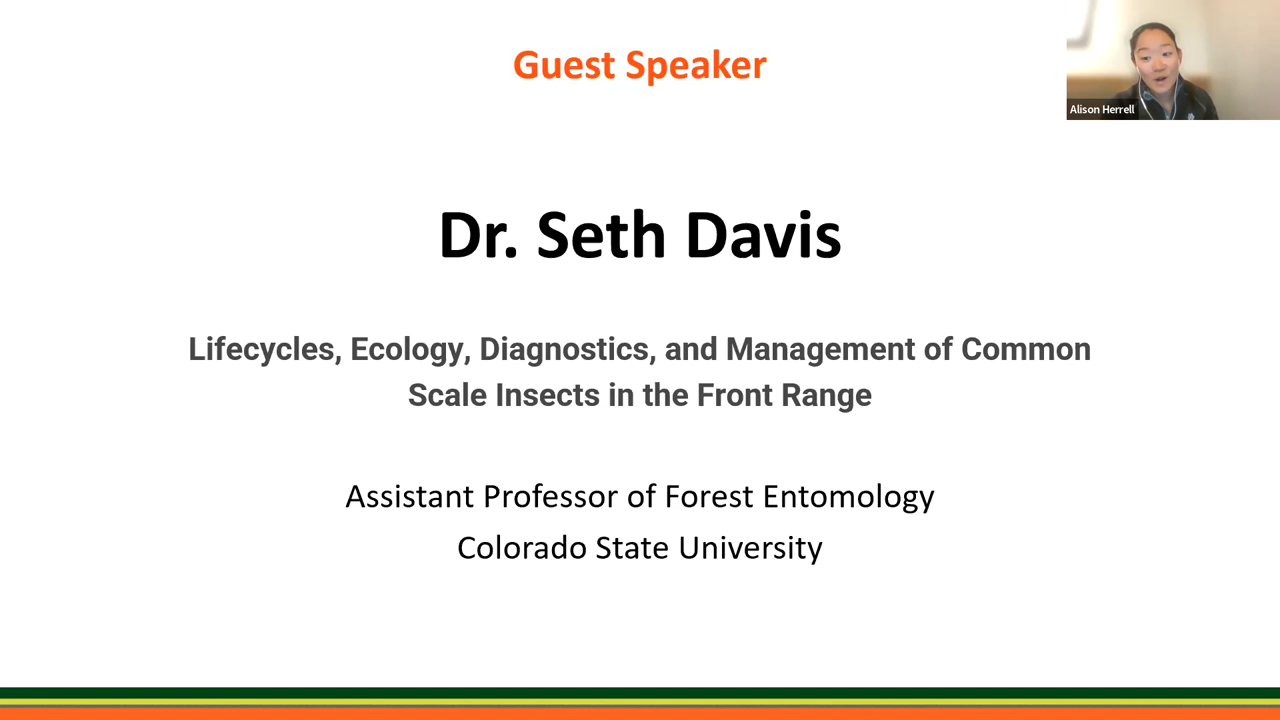 Guest Speaker
Alison Herrell
Dr. Seth Davis
Lifecycles, Ecology, Diagnostics, and Management of Common
Scale Insects in the Front Range
Assistant Professor of Forest Entomology
Colorado State University